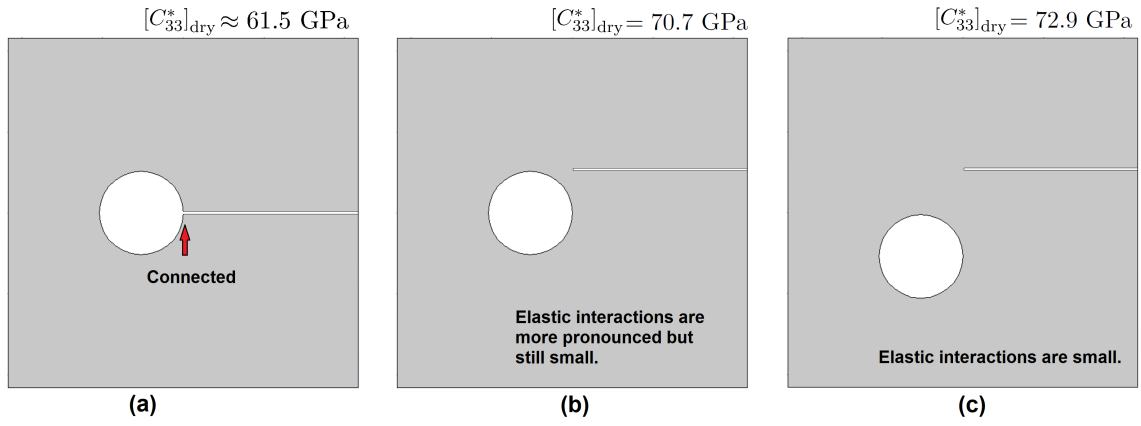 [C*33]dry ≈ 61.5 GPa
[C*33]dry = 70.7 GPa
[C*33]dry = 72.9 GPa
Connected
Elastic interactions are
more pronounced but
still small.
Elastic interactions are small.
(a)
(b)
(c)